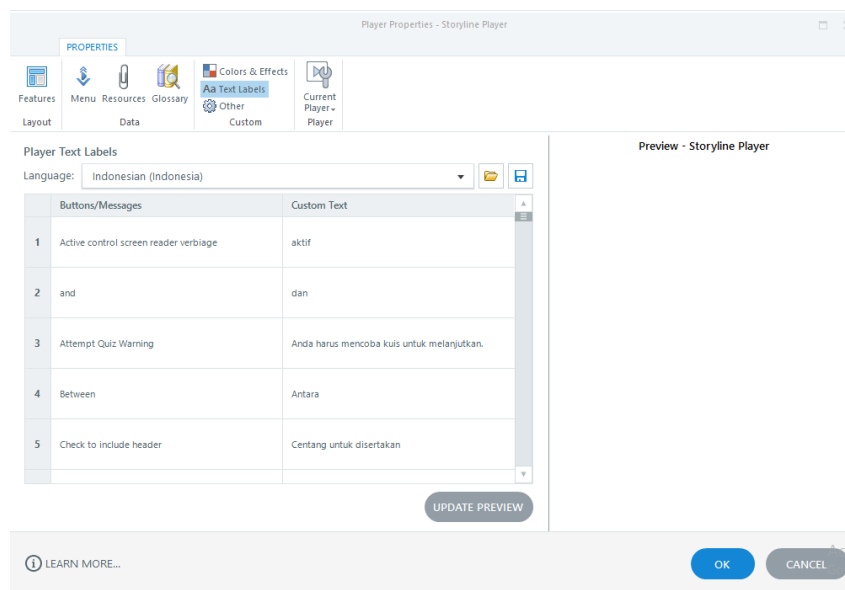 Player Properties - Storyline Player
PROPERTIES
Features
Menu
Resources
Glossary
Colors & Effects
Aa Text Labels
Other
Current
Player
Layout
Data
Custom
Player
Player Text Labels
Language: Indonesian (Indonesia)
Buttons/Messages Custom Text
1 Active control screen reader verbiage aktif
2 and dan
3 Attempt Quiz Warning Anda harus mencoba kuis untuk melanjutkan.
4 Between Antara
5 Check to include header Centang untuk disertakan
UPDATE PREVIEW
Preview - Storyline Player
LEARN MORE...
OK
CANCEL